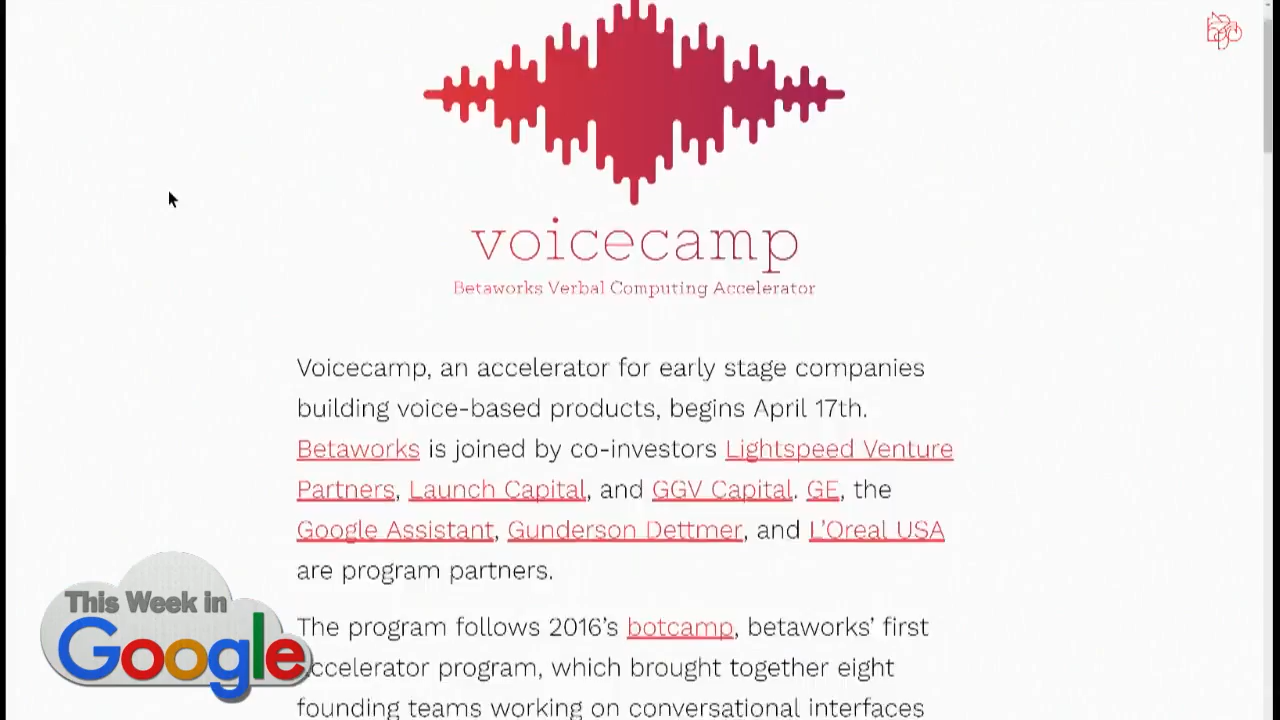 voicecamp
Betaworks Verbal Computing Accelerator
Voicecamp, an accelerator for early stage companies
building voice-based products, begins April 17th.
Betaworks is joined by co-investors Lightspeed Venture
Partners, Launch Capital, and GGV Capital. GE, the
Google Assistant, Gunderson Dettmer, and L'Oreal USA
are program partners.
The program follows 2016's botcamp, betaworks' first
accelerator program, which brought together eight
founding teams working on conversational interfaces
This Week in
Google